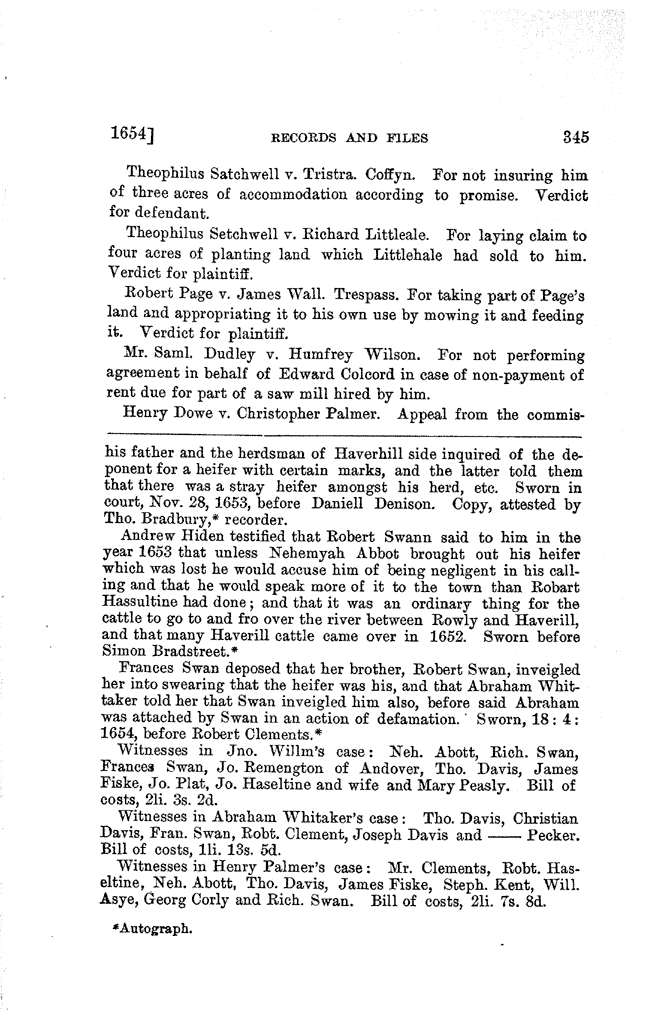 1654] RECORDS AND FILES 345
Theophilus Satchwell v. Tristra. Coffyn. For not insuring him
of three acres of accommodation according to promise. Verdict
for defendant.
Theophilus Setchwell v. Richard Littleale. For laying claim to
four acres of planting land which Littlehale had sold to him.
Verdict for plaintiff.
Robert Page v. James Wall. Trespass. For taking part of Page's
land and appropriating it to his own use by mowing it and feeding
it. Verdict for plaintiff.
Mr. Saml. Dudley v. Humfrey Wilson. For not performing
agreement in behalf of Edward Colcord in case of non-payment of
rent due for part of a saw mill hired by him.
Henry Dowe v. Christopher Palmer. Appeal from the commis-
his father and the herdsman of Haverhill side inquired of the de-
ponent for a heifer with certain marks, and the latter told them
that there was a stray heifer amongst his herd, etc. Sworn in
court, Nov. 28, 1653, before Daniell Denison. Copy, attested by
Tho. Bradbury,* recorder.
Andrew Hiden testified that Robert Swann said to him in the
year 1653 that unless Nehemyah Abbot brought out his heifer
which was lost he would accuse him of being negligent in his call-
ing and that he would speak more of it to the town than Robart
Hassultine had done; and that it was an ordinary thing for the
cattle to go to and fro over the river between Rowly and Haverill,
and that many Haverill cattle came over in 1652. Sworn before
Simon Bradstreet.*
Frances Swan deposed that her brother, Robert Swan, inveigled
her into swearing that the heifer was his, and that Abraham Whit-
taker told her that Swan inveigled him also, before said Abraham
was attached by Swan in an action of defamation. Sworn, 18: 4:
1654, before Robert Clements.*
Witnesses in Jno. Willm's case: Neh. Abott, Rich. Swan,
Frances Swan, Jo. Remengton of Andover, Tho. Davis, James
Fiske, Jo. Plat, Jo. Haseltine and wife and Mary Peasly. Bill of
costs, 2li. 3s. 2d.
Witnesses in Abraham Whitaker's case: Tho. Davis, Christian
Davis, Fran. Swan, Robt. Clement, Joseph Davis and —— Pecker.
Bill of costs, 1li. 13s. 5d.
Witnesses in Henry Palmer's case: Mr. Clements, Robt. Has-
eltine, Neh. Abott, Tho. Davis, James Fiske, Steph. Kent, Will.
Asye, Georg Corly and Rich. Swan. Bill of costs, 2li. 7s. 8d.
*Autograph.